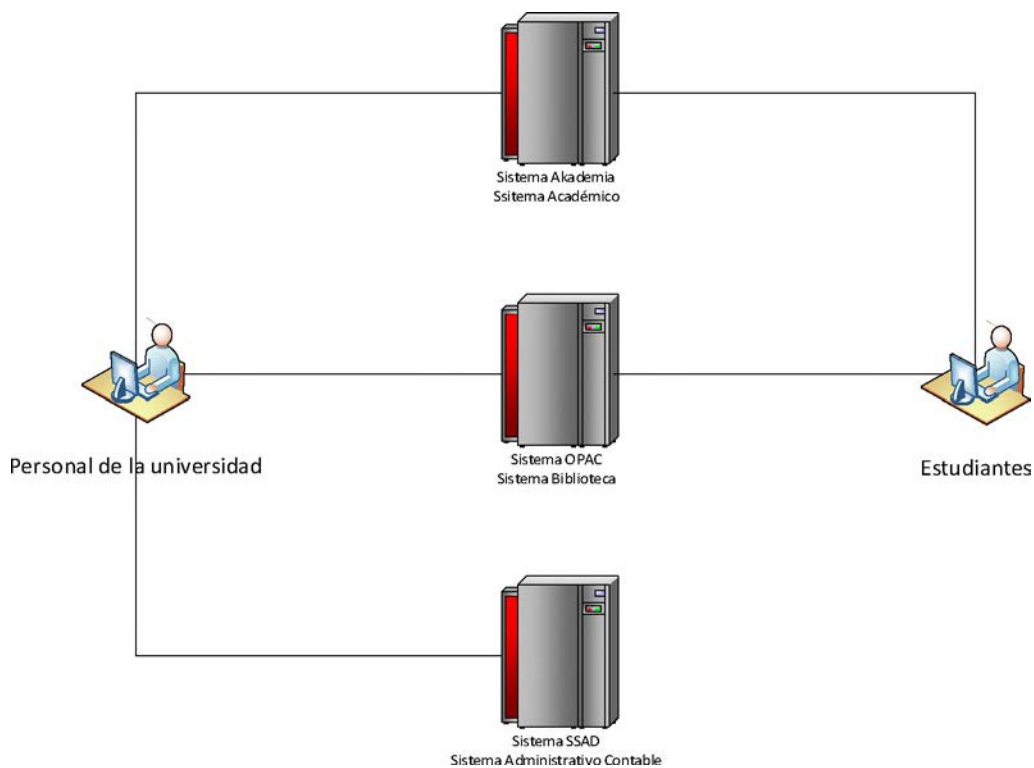 Sistema Akademia
Ssitema Académico
Sistema OPAC
Sistema Biblioteca
Personal de la universidad
Estudiantes
Sistema SSAD
Sistema Administrativo Contable